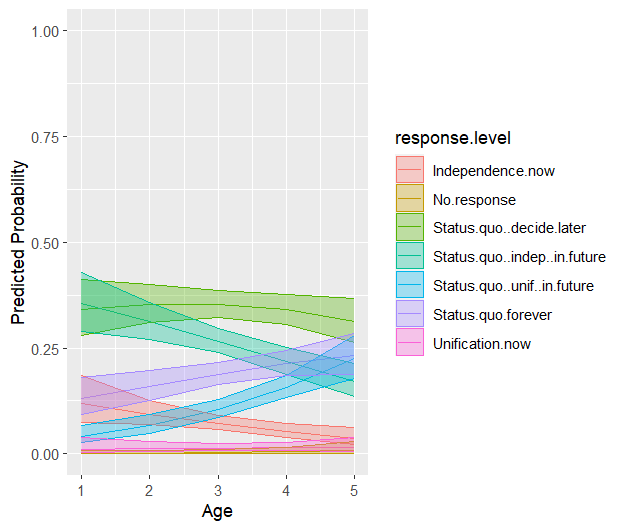 1.00
0.75
0.50
0.25
0.00
Predicted Probability
1 2 3 4 5
Age
response.level
Independence.now
No.response
Status.quo..decide.later
Status.quo..indep..in.future
Status.quo..unif..in.future
Status.quo.forever
Unification.now